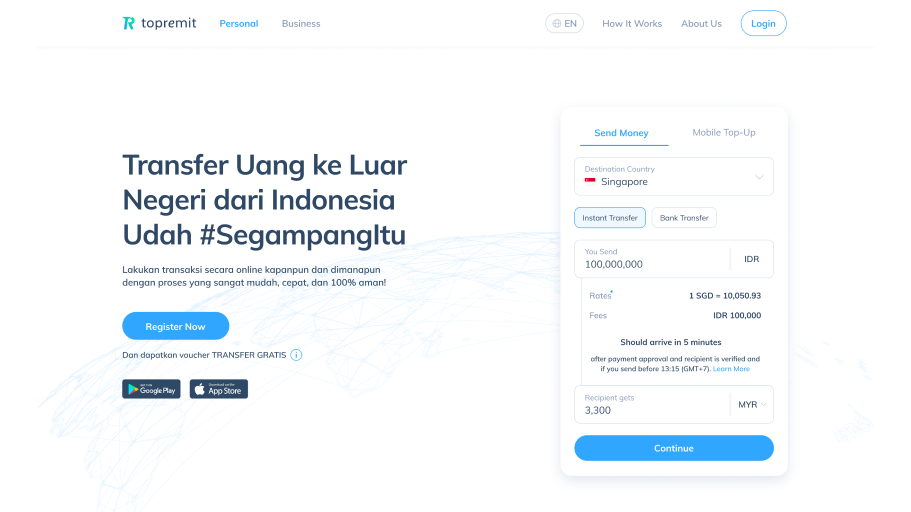 topremit
Personal
Business
EN
How It Works
About Us
Login
Transfer Uang ke Luar
Negeri dari Indonesia
Udah #SegampangItu
Lakukan transaksi secara online kapanpun dan dimanapun
dengan proses yang sangat mudah, cepat, dan 100% aman!
Register Now
Dan dapatkan voucher TRANSFER GRATIS
GET IT ON
Google Play
Download on the
App Store
Send Money
Mobile Top-Up
Destination Country
Singapore
Instant Transfer
Bank Transfer
You Send
100,000,000
IDR
Rates*
1 SGD = 10,050.93
Fees
IDR 100,000
Should arrive in 5 minutes
after payment approval and recipient is verified and
if you send before 13:15 (GMT+7). Learn More
Recipient gets
3,300
MYR
Continue